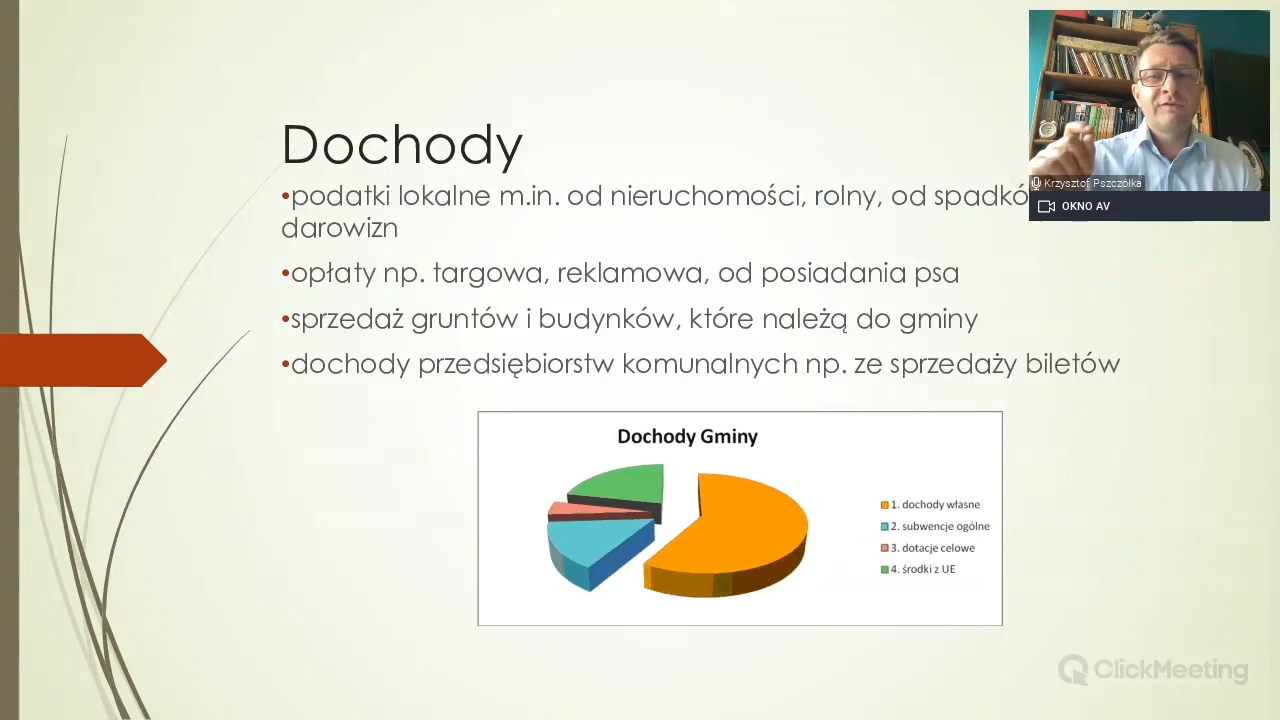 Dochody
•podatki lokalne m.in. od nieruchomości, rolny, od
darowizn
•opłaty np. targowa, reklamowa, od posiadania psa
•sprzedaż gruntów i budynków, które należą do gminy
•dochody przedsiębiorstw komunalnych np. ze sprzedaży biletów
Dochody Gminy
1. dochody własne
2. subwencje ogólne
3. dotacje celowe
4. środki z UE
Krzysztof Pszczółka
OKNO AV
ClickMeeting